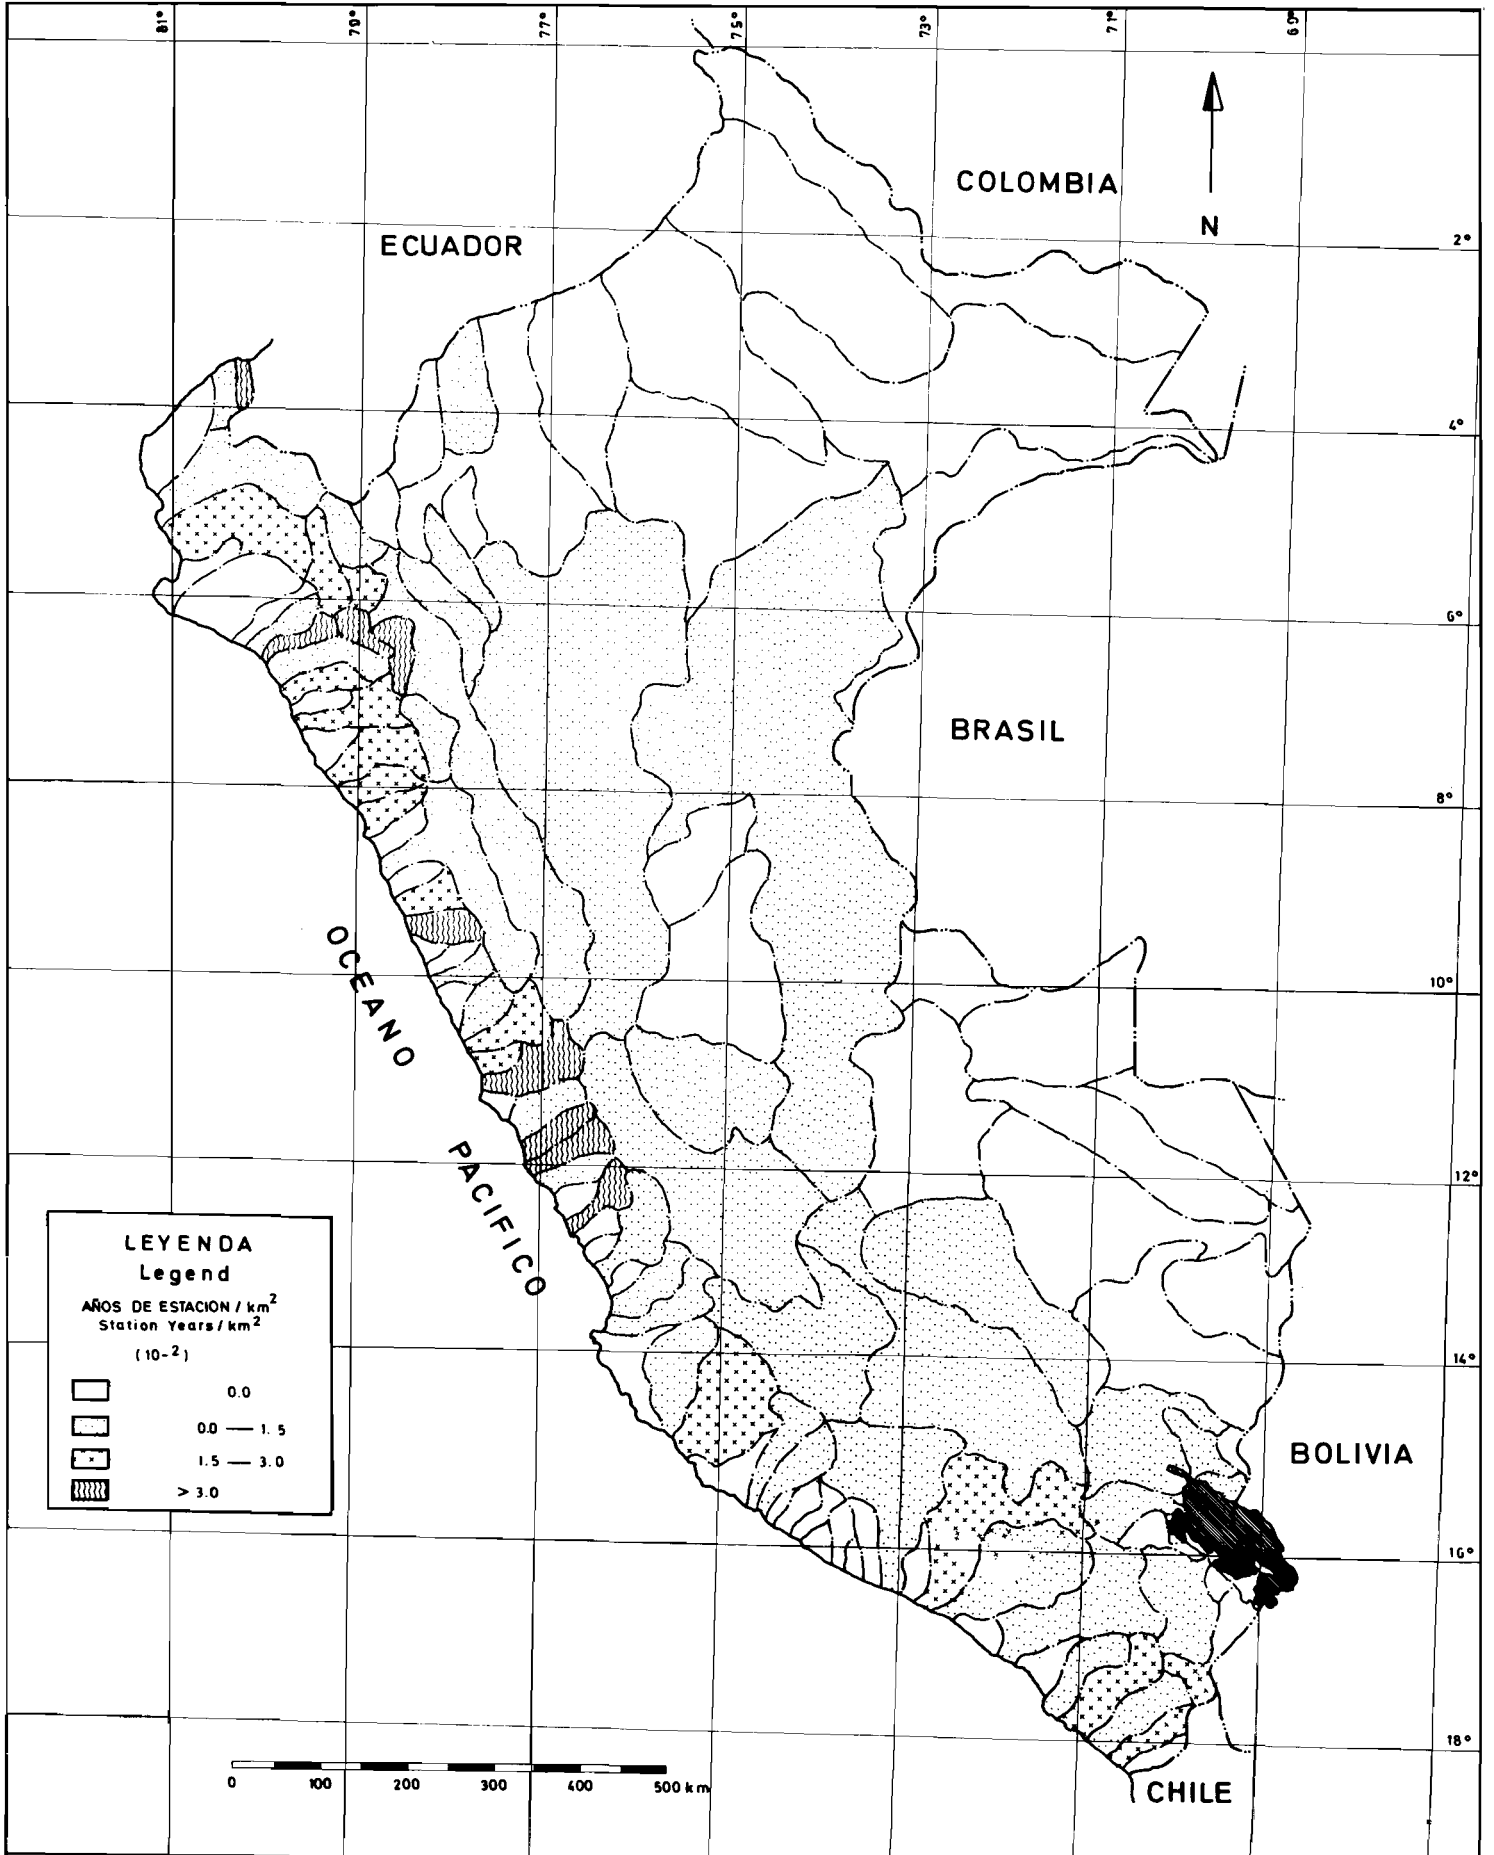 81° 79° 77° 75° 73° 71° 69°
COLOMBIA
N
ECUADOR
2°
4°
6°
BRASIL
8°
OCEANO
10°
PACIFICO
12°
LEYENDA
Legend
AÑOS DE ESTACION / km²
Station Years / km²
(10-²)
0.0
0.0 — 1.5
1.5 — 3.0
> 3.0
14°
BOLIVIA
16°
18°
0 100 200 300 400 500 km
CHILE